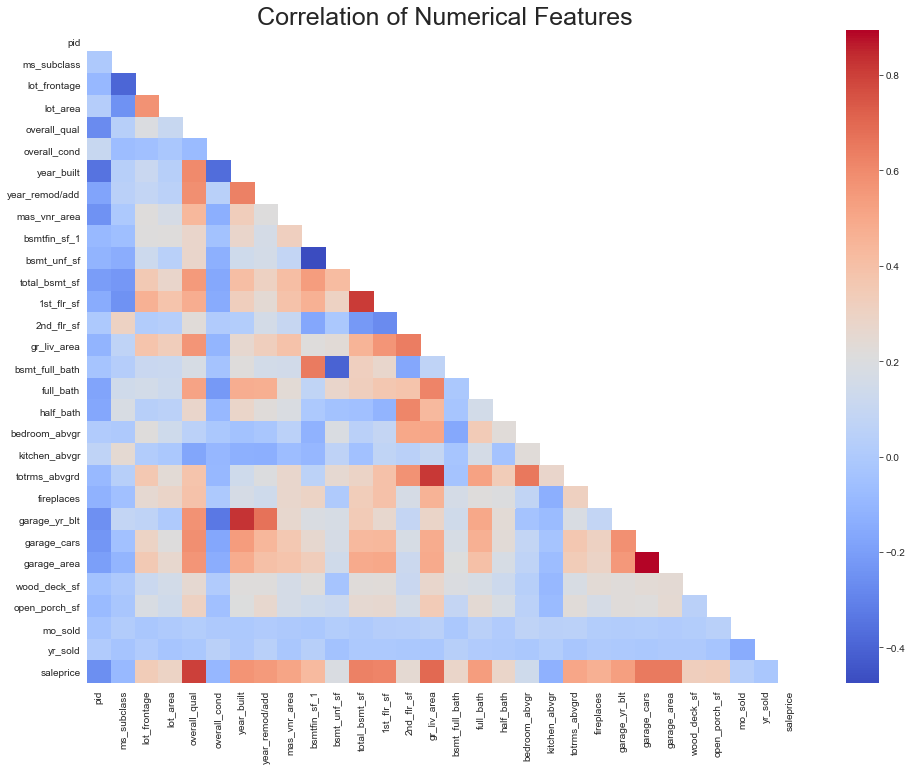 Correlation of Numerical Features
pid
ms_subclass
lot_frontage
lot_area
overall_qual
overall_cond
year_built
year_remod/add
mas_vnr_area
bsmtfin_sf_1
bsmt_unf_sf
total_bsmt_sf
1st_flr_sf
2nd_flr_sf
gr_liv_area
bsmt_full_bath
full_bath
half_bath
bedroom_abvgr
kitchen_abvgr
totrms_abvgrd
fireplaces
garage_yr_blt
garage_cars
garage_area
wood_deck_sf
open_porch_sf
mo_sold
yr_sold
saleprice
pid
ms_subclass
lot_frontage
lot_area
overall_qual
overall_cond
year_built
year_remod/add
mas_vnr_area
bsmtfin_sf_1
bsmt_unf_sf
total_bsmt_sf
1st_flr_sf
2nd_flr_sf
gr_liv_area
bsmt_full_bath
full_bath
half_bath
bedroom_abvgr
kitchen_abvgr
totrms_abvgrd
fireplaces
garage_yr_blt
garage_cars
garage_area
wood_deck_sf
open_porch_sf
mo_sold
yr_sold
saleprice
0.8
0.6
0.4
0.2
0.0
−0.2
−0.4